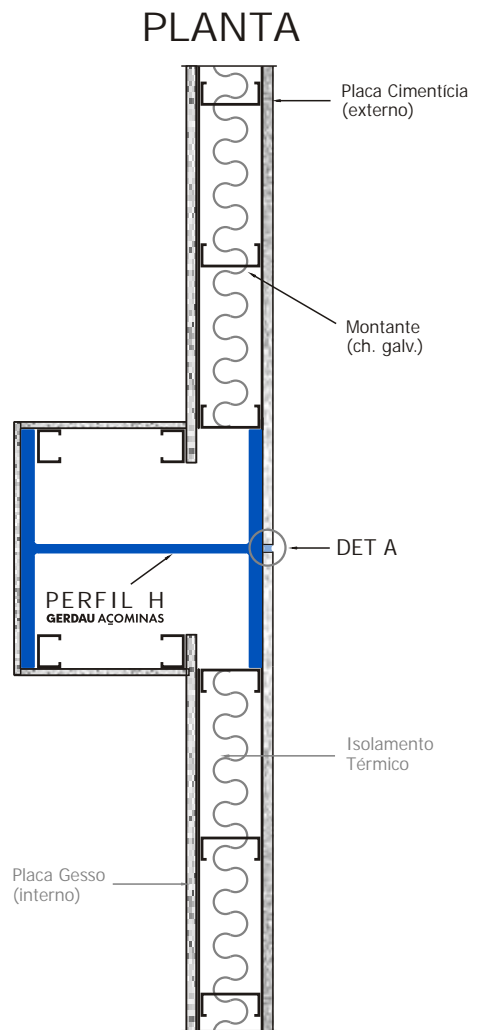 PLANTA
Placa Cimentícia
(externo)
Montante
(ch. galv.)
DET A
PERFIL H
GERDAU AÇOMINAS
Isolamento
Térmico
Placa Gesso
(interno)